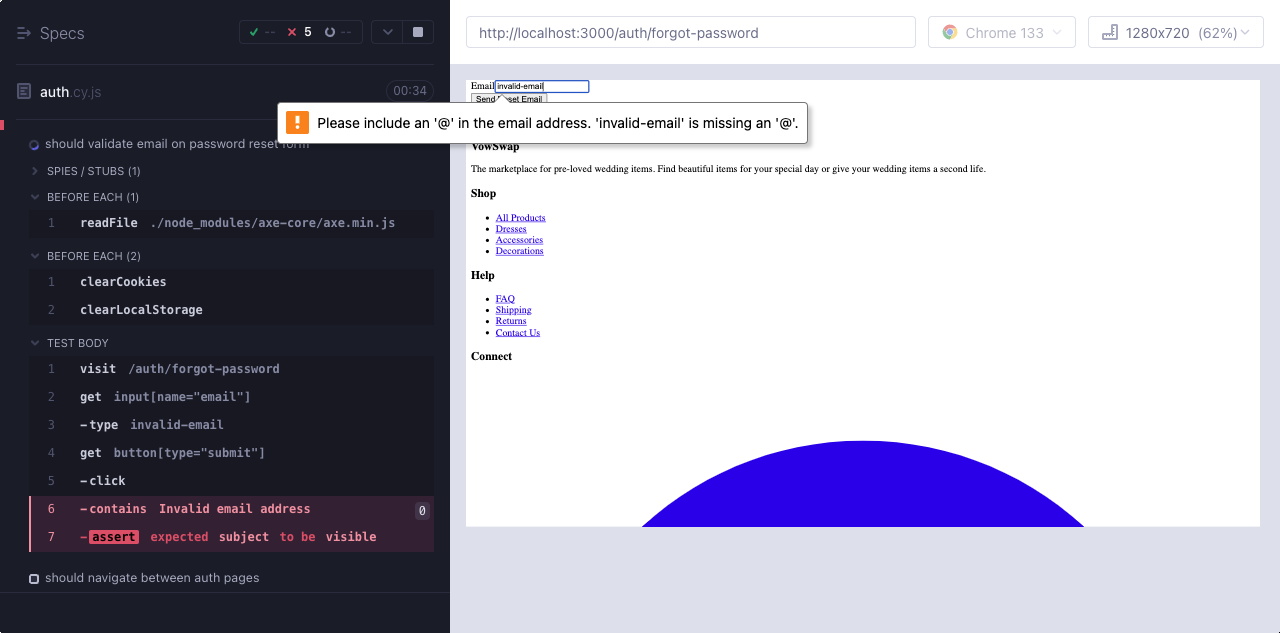 Specs
-- 5 --
auth.cy.js 00:34
should validate email on password reset form
SPIES / STUBS (1)
BEFORE EACH (1)
1 readFile ./node_modules/axe-core/axe.min.js
BEFORE EACH (2)
1 clearCookies
2 clearLocalStorage
TEST BODY
1 visit /auth/forgot-password
2 get input[name="email"]
3 -type invalid-email
4 get button[type="submit"]
5 -click
6 -contains Invalid email address 0
7 -assert expected subject to be visible
should navigate between auth pages
http://localhost:3000/auth/forgot-password
Chrome 133
1280x720 (62%)
Email invalid-email
Send Reset Email
Please include an '@' in the email address. 'invalid-email' is missing an '@'.
VowSwap
The marketplace for pre-loved wedding items. Find beautiful items for your special day or give your wedding items a second life.
Shop
All Products
Dresses
Accessories
Decorations
Help
FAQ
Shipping
Returns
Contact Us
Connect